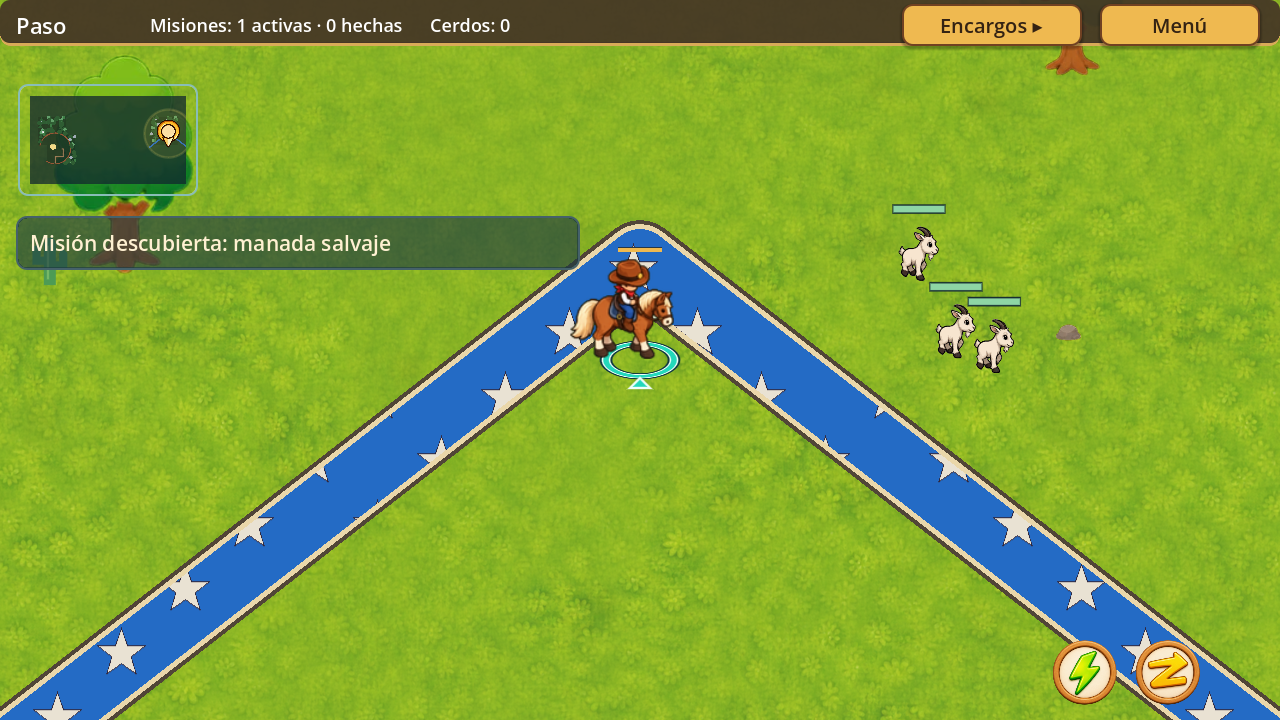 Paso
Misiones: 1 activas · 0 hechas
Cerdos: 0
Encargos ▸
Menú
Misión descubierta: manada salvaje